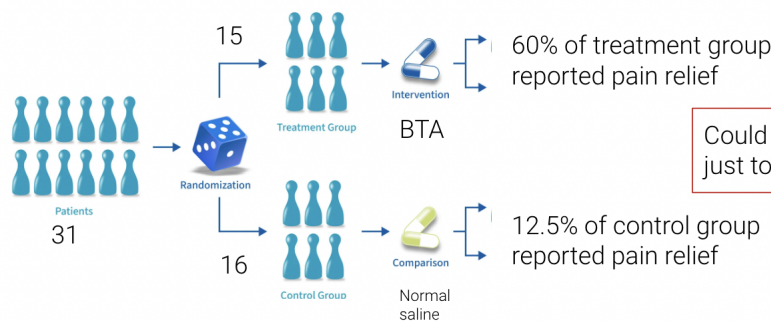 15
Treatment Group
Intervention
BTA
60% of treatment group
reported pain relief
Patients
31
Randomization
Could
just to
16
Control Group
Comparison
Normal
saline
12.5% of control group
reported pain relief